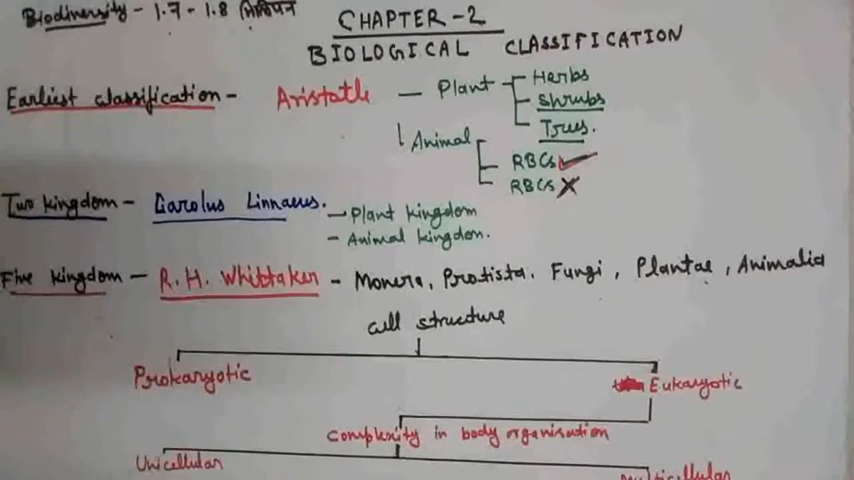 Biodiversity - 1.7 - 1.8 मिलियन
CHAPTER-2
BIOLOGICAL CLASSIFICATION
Earliest classification - Aristotle — Plant — Herbs
Shrubs
Trees.
Animal
RBCs ✓
RBCs ✗
Two kingdom - Carolus Linnaeus. — Plant kingdom
- Animal kingdom.
Five kingdom - R. H. Whittaker - Monera, Protista. Fungi, Plantae, Animalia
cell structure
Prokaryotic Eukaryotic
Complexity in body organisation
Unicellular Multicellular